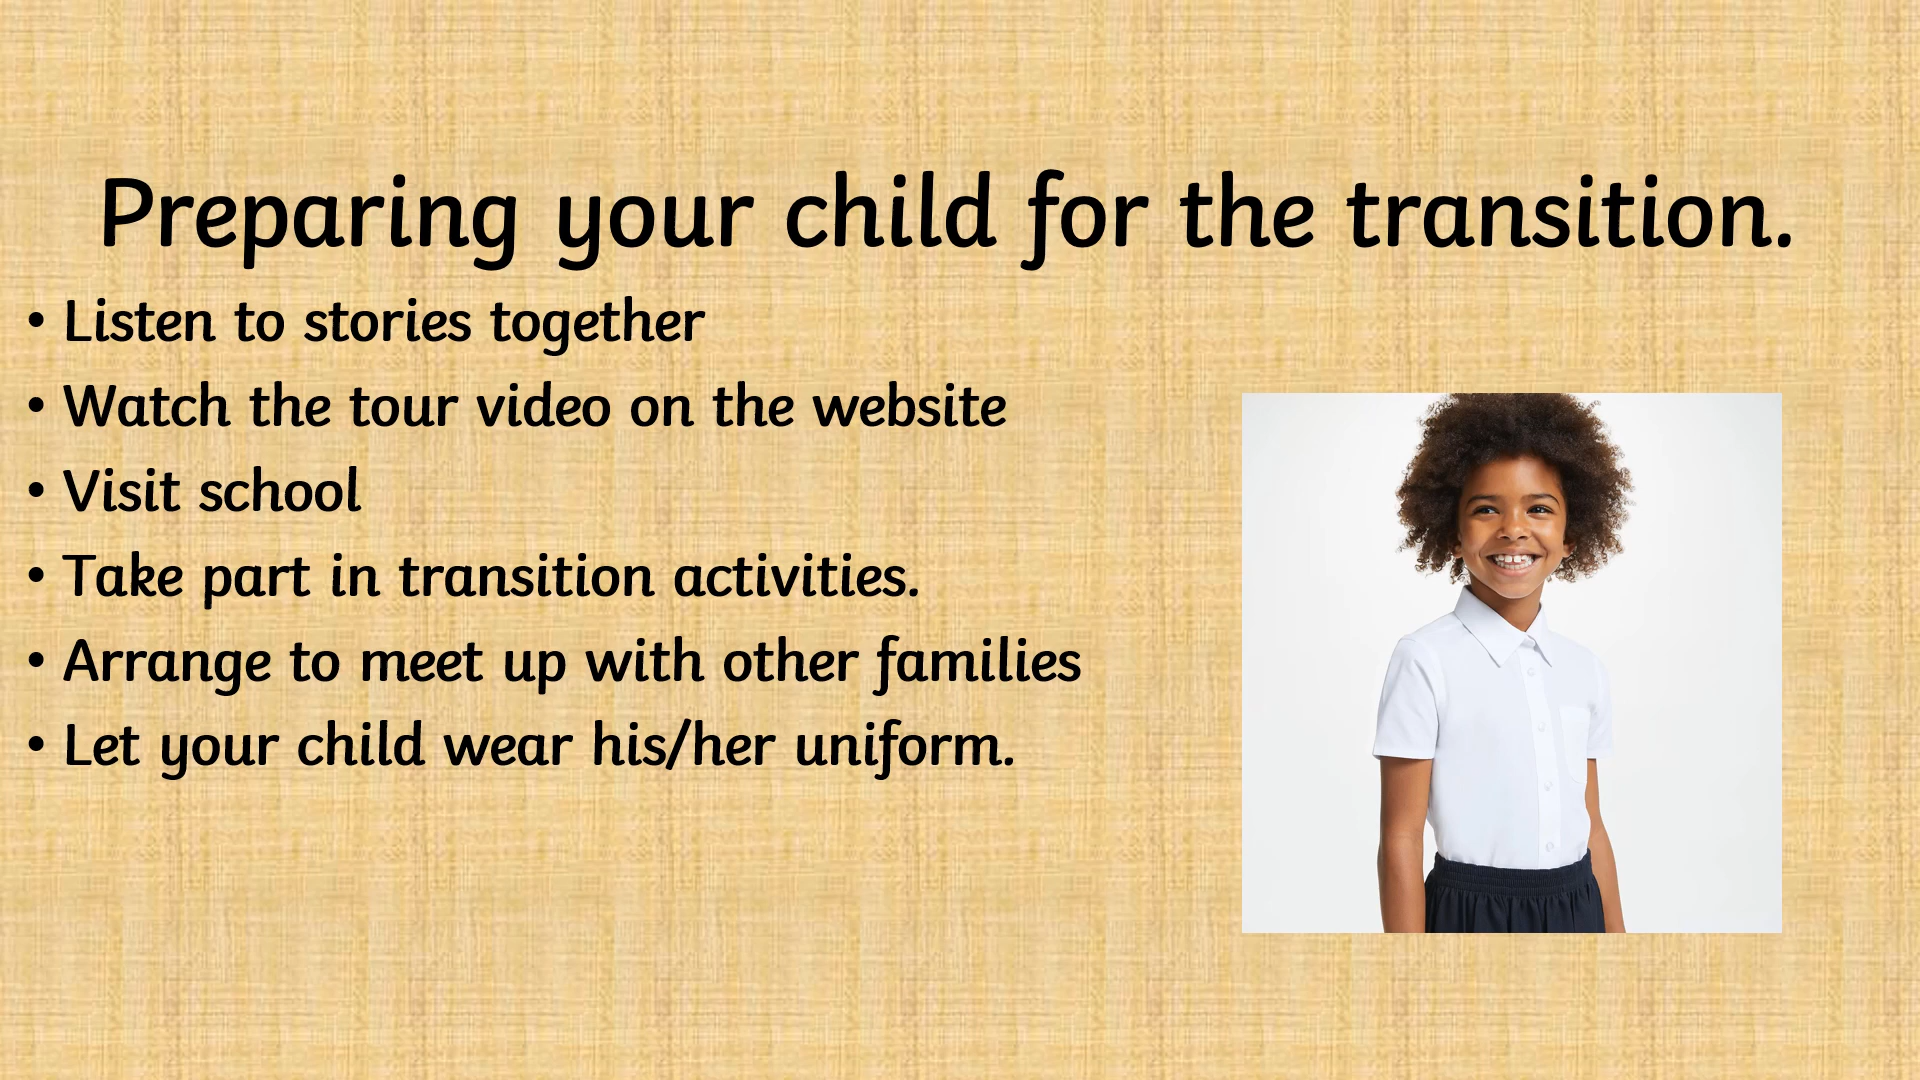 Preparing your child for the transition.
• Listen to stories together
• Watch the tour video on the website
• Visit school
• Take part in transition activities.
• Arrange to meet up with other families
• Let your child wear his/her uniform.